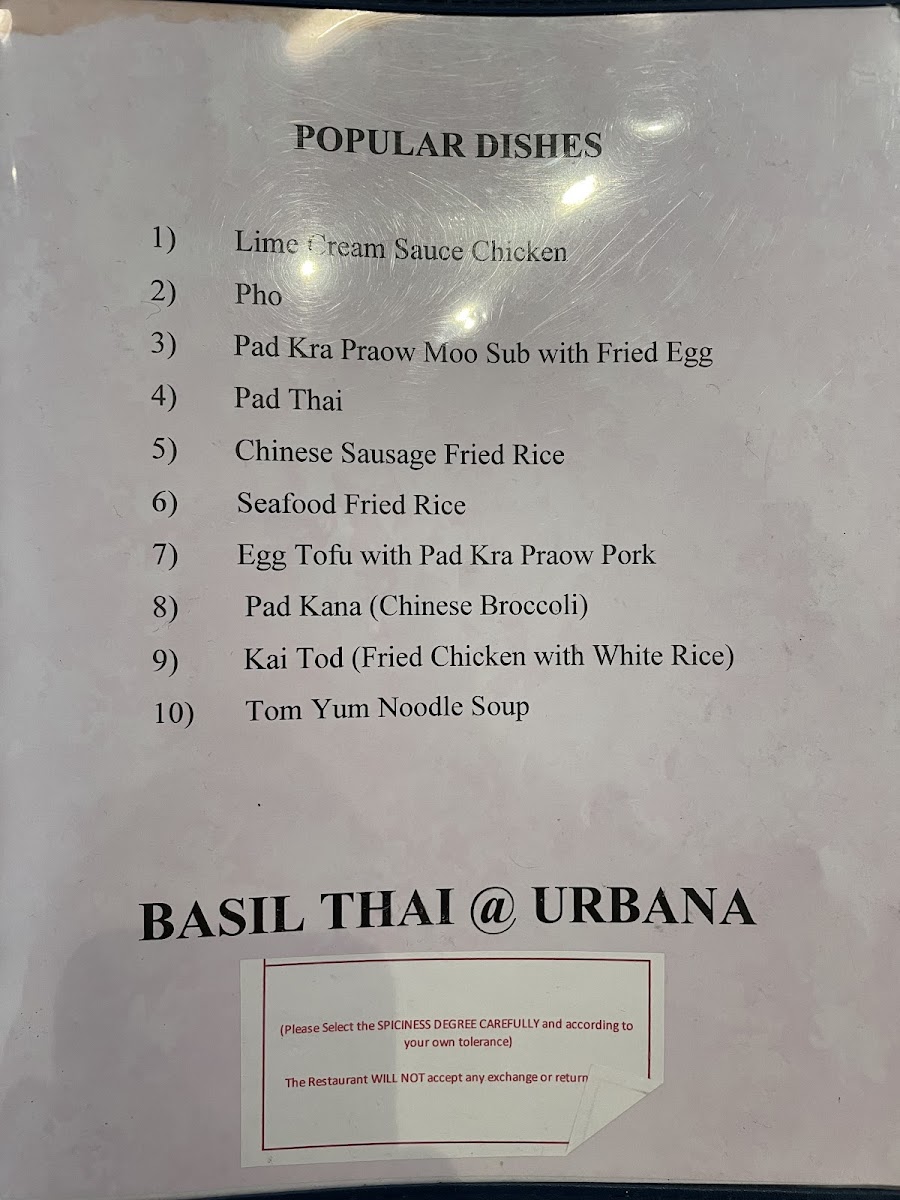 POPULAR DISHES
1) Lime Cream Sauce Chicken
2) Pho
3) Pad Kra Praow Moo Sub with Fried Egg
4) Pad Thai
5) Chinese Sausage Fried Rice
6) Seafood Fried Rice
7) Egg Tofu with Pad Kra Praow Pork
8) Pad Kana (Chinese Broccoli)
9) Kai Tod (Fried Chicken with White Rice)
10) Tom Yum Noodle Soup
BASIL THAI @ URBANA
(Please Select the SPICINESS DEGREE CAREFULLY and according to
your own tolerance)
The Restaurant WILL NOT accept any exchange or return